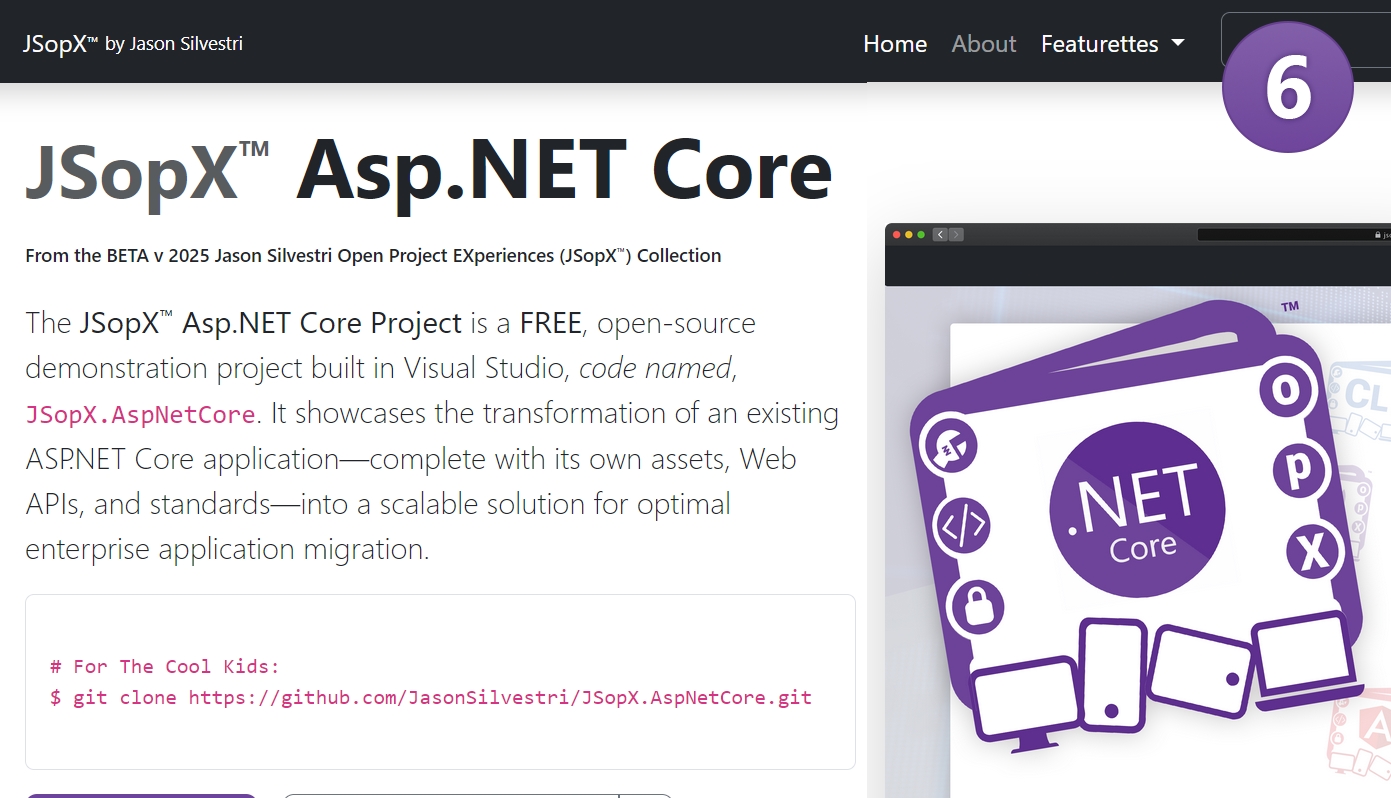 JSopX™ by Jason Silvestri
Home About Featurettes
6
JSopX™ Asp.NET Core
From the BETA v 2025 Jason Silvestri Open Project EXperiences (JSopX™) Collection
The JSopX™ Asp.NET Core Project is a FREE, open-source
demonstration project built in Visual Studio, code named,
JSopX.AspNetCore. It showcases the transformation of an existing
ASP.NET Core application—complete with its own assets, Web
APIs, and standards—into a scalable solution for optimal
enterprise application migration.
# For The Cool Kids:
$ git clone https://github.com/JasonSilvestri/JSopX.AspNetCore.git
TM
o
p
X
</>
.NET
Core
CL
A